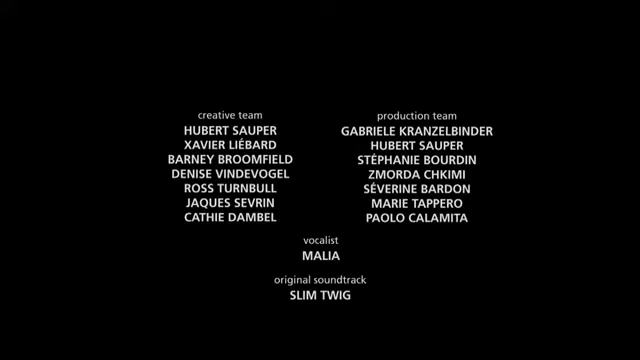 creative team
HUBERT SAUPER
XAVIER LIÉBARD
BARNEY BROOMFIELD
DENISE VINDEVOGEL
ROSS TURNBULL
JAQUES SEVRIN
CATHIE DAMBEL
production team
GABRIELE KRANZELBINDER
HUBERT SAUPER
STÉPHANIE BOURDIN
ZMORDA CHKIMI
SÉVERINE BARDON
MARIE TAPPERO
PAOLO CALAMITA
vocalist
MALIA
original soundtrack
SLIM TWIG